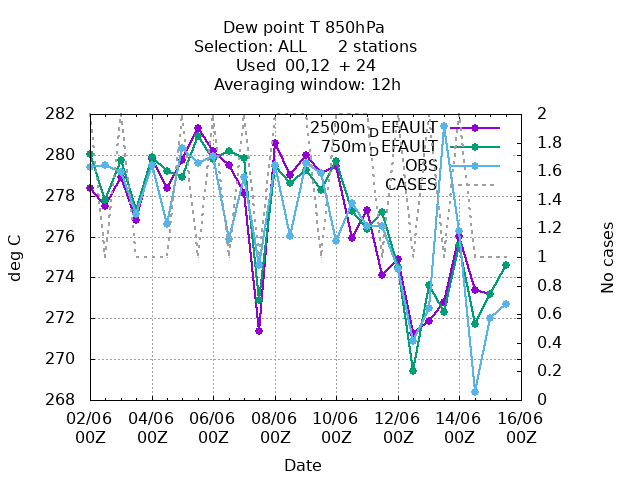 Dew point T 850hPa
Selection: ALL 2 stations
Used 00,12 + 24
Averaging window: 12h
2500m_DEFAULT
750m_DEFAULT
OBS
CASES
282
280
278
276
274
272
270
268
deg C
2
1.8
1.6
1.4
1.2
1
0.8
0.6
0.4
0.2
0
No cases
02/06 04/06 06/06 08/06 10/06 12/06 14/06 16/06
00Z 00Z 00Z 00Z 00Z 00Z 00Z 00Z
Date